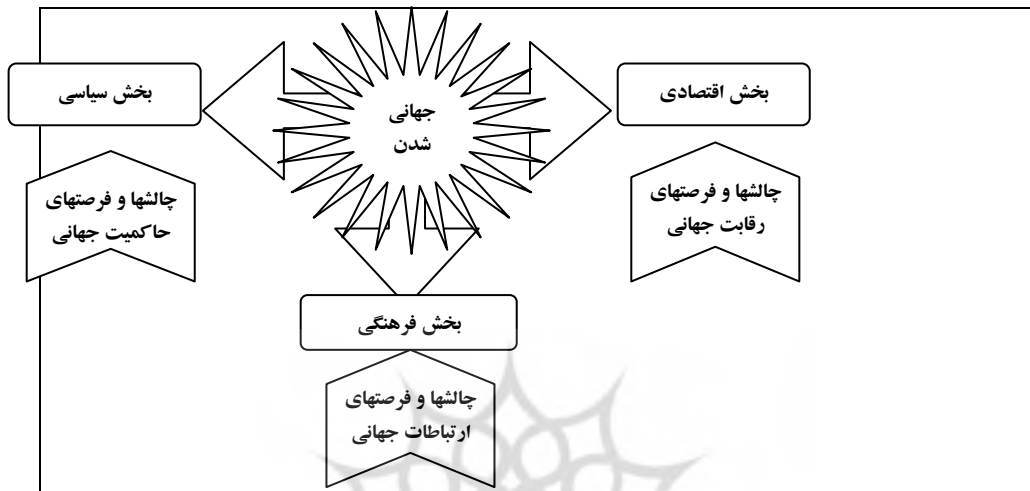 جهانی
شدن
بخش اقتصادی
چالشها و فرصتهای
رقابت جهانی
بخش سیاسی
چالشها و فرصتهای
حاکمیت جهانی
بخش فرهنگی
چالشها و فرصتهای
ارتباطات جهانی